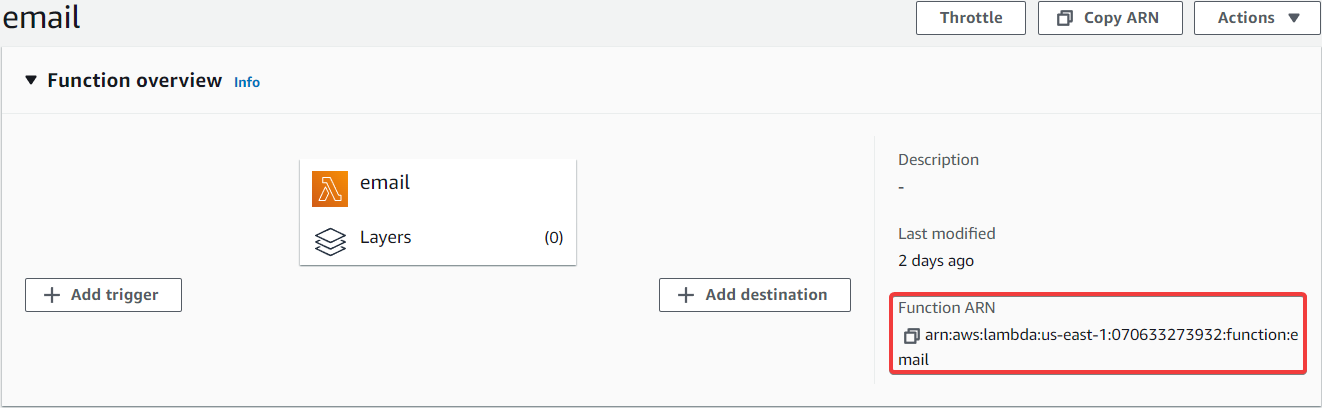 email
Throttle
Copy ARN
Actions
Function overview Info
email
Layers (0)
Add trigger
Add destination
Description
-
Last modified
2 days ago
Function ARN
arn:aws:lambda:us-east-1:070633273932:function:e
mail